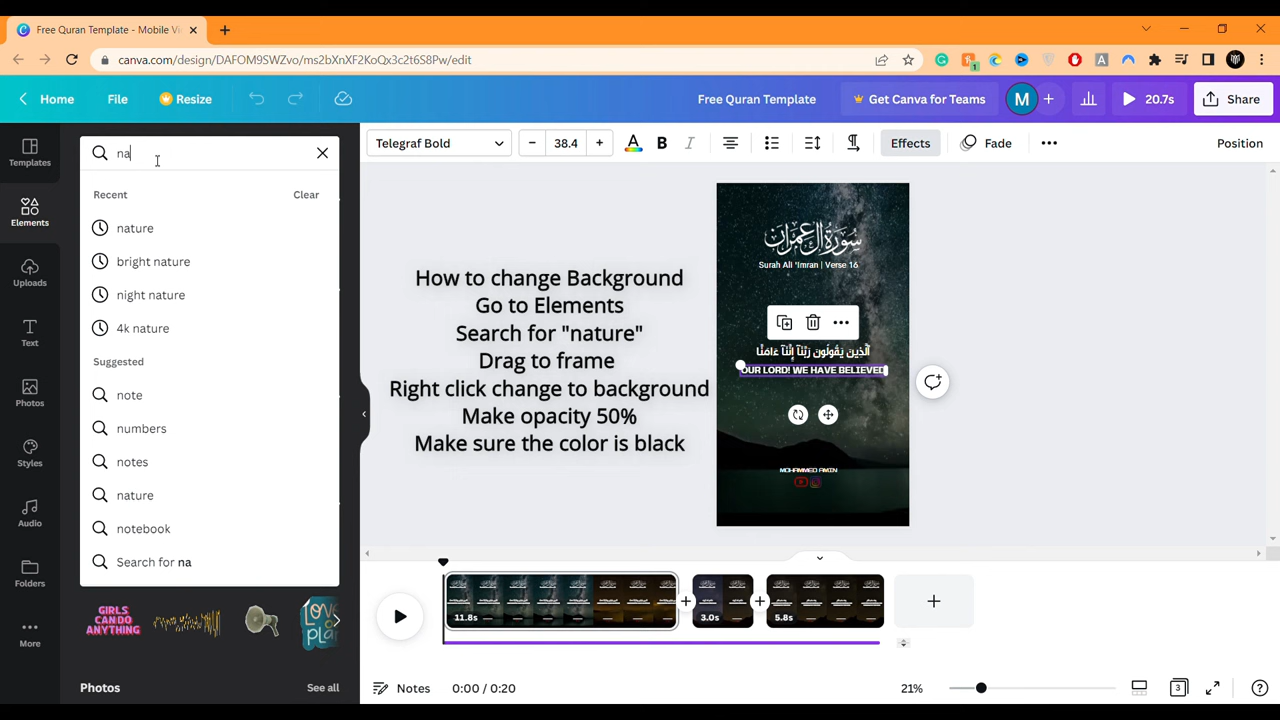 Free Quran Template - Mobile Vi
canva.com/design/DAFOM9SWZvo/ms2bXnXF2KoQx3c2t6S8Pw/edit
Home
File
Resize
Free Quran Template
Get Canva for Teams
M
20.7s
Share
Templates
Elements
Uploads
Text
Photos
Styles
Audio
Folders
More
na
Recent
Clear
nature
bright nature
night nature
4k nature
Suggested
note
numbers
notes
nature
notebook
Search for na
GIRLS
CAN DO
ANYTHING
Photos
See all
Telegraf Bold
38.4
A
B
I
Effects
Fade
Position
How to change Background
Go to Elements
Search for "nature"
Drag to frame
Right click change to background
Make opacity 50%
Make sure the color is black
سورة آل عمران
Surah Ali 'Imran | Verse 16
ٱلَّذِينَ يَقُولُونَ رَبَّنَآ إِنَّنَآ ءَامَنَّا
OUR LORD! WE HAVE BELIEVED
MOHAMMED AMIN
11.8s
3.0s
5.8s
Notes
0:00 / 0:20
21%
3